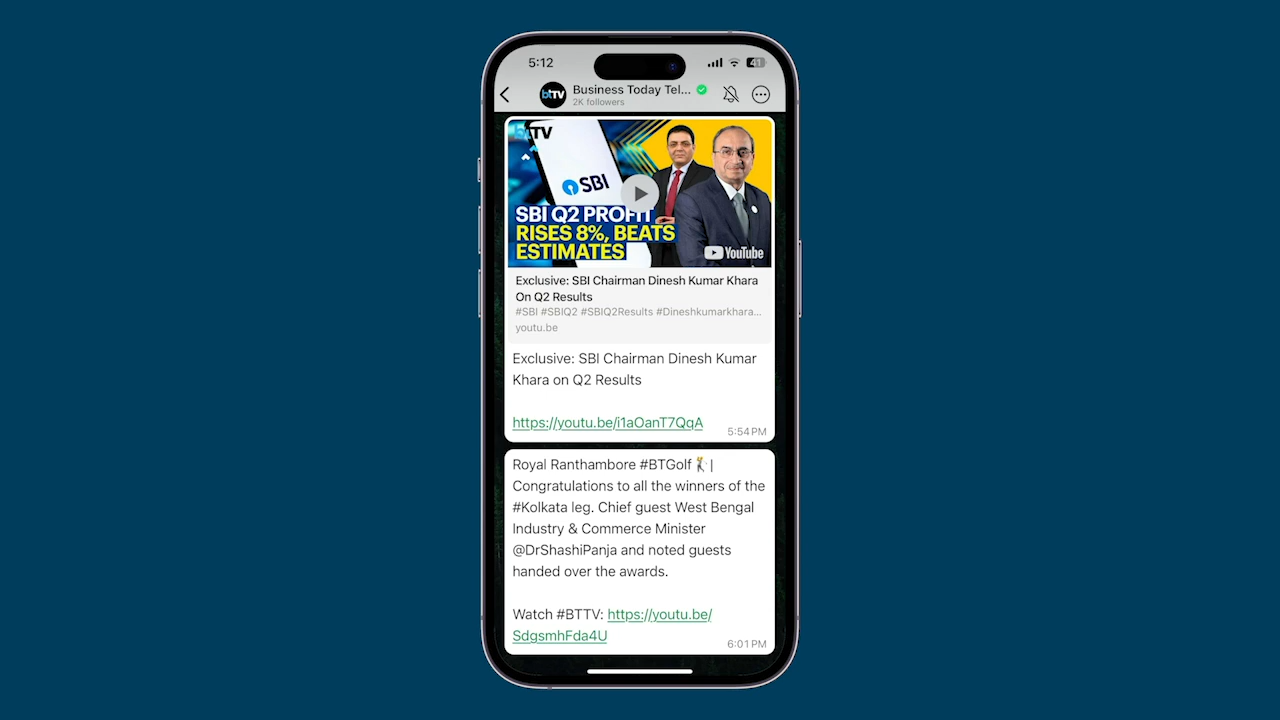 5:12
41
btTV
Business Today Tel...
2K followers
btTV
SBI
SBI Q2 PROFIT
RISES 8%, BEATS
ESTIMATES
YouTube
Exclusive: SBI Chairman Dinesh Kumar Khara
On Q2 Results
#SBI #SBIQ2 #SBIQ2Results #Dineshkumarkhara...
youtu.be
Exclusive: SBI Chairman Dinesh Kumar
Khara on Q2 Results
https://youtu.be/i1aOanT7QqA
5:54 PM
Royal Ranthambore #BTGolf🏌|
Congratulations to all the winners of the
#Kolkata leg. Chief guest West Bengal
Industry & Commerce Minister
@DrShashiPanja and noted guests
handed over the awards.
Watch #BTTV: https://youtu.be/
SdgsmhFda4U
6:01 PM